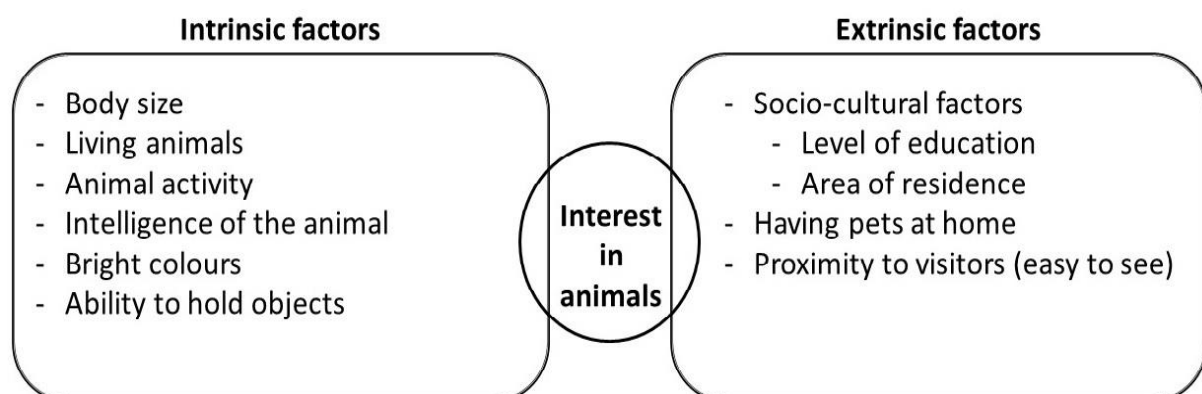 Intrinsic factors
- Body size
- Living animals
- Animal activity
- Intelligence of the animal
- Bright colours
- Ability to hold objects
Interest
in
animals
Extrinsic factors
- Socio-cultural factors
- Level of education
- Area of residence
- Having pets at home
- Proximity to visitors (easy to see)